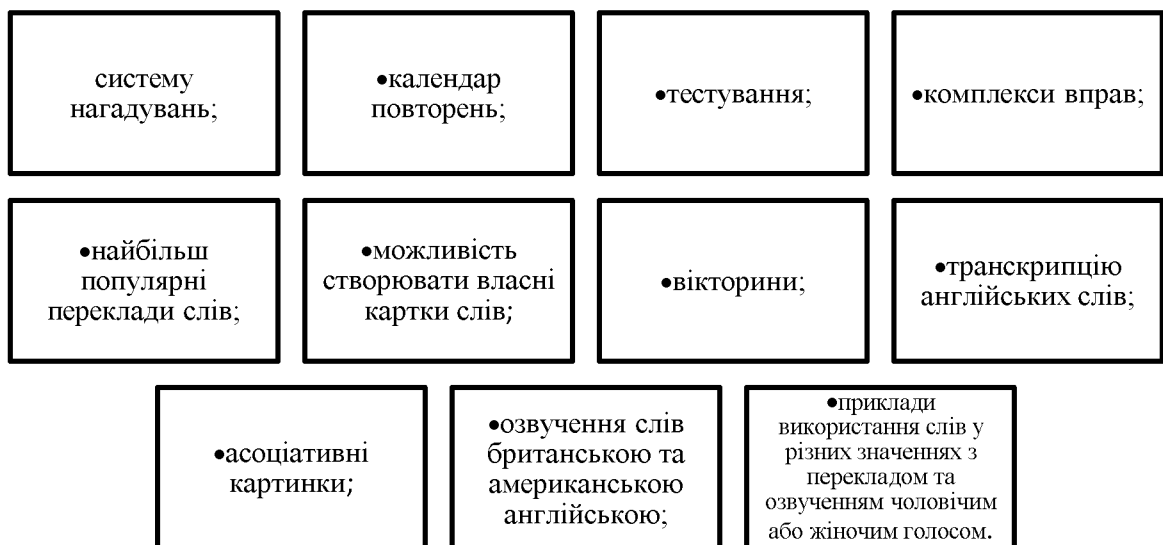 систему
нагадувань;
•календар
повторень;
•тестування;
•комплекси вправ;
•найбільш
популярні
переклади слів;
•можливість
створювати власні
картки слів;
•вікторини;
•транскрипцію
англійських слів;
•асоціативні
картинки;
•озвучення слів
британською та
американською
англійською;
•приклади
використання слів у
різних значеннях з
перекладом та
озвученням чоловічим
або жіночим голосом.